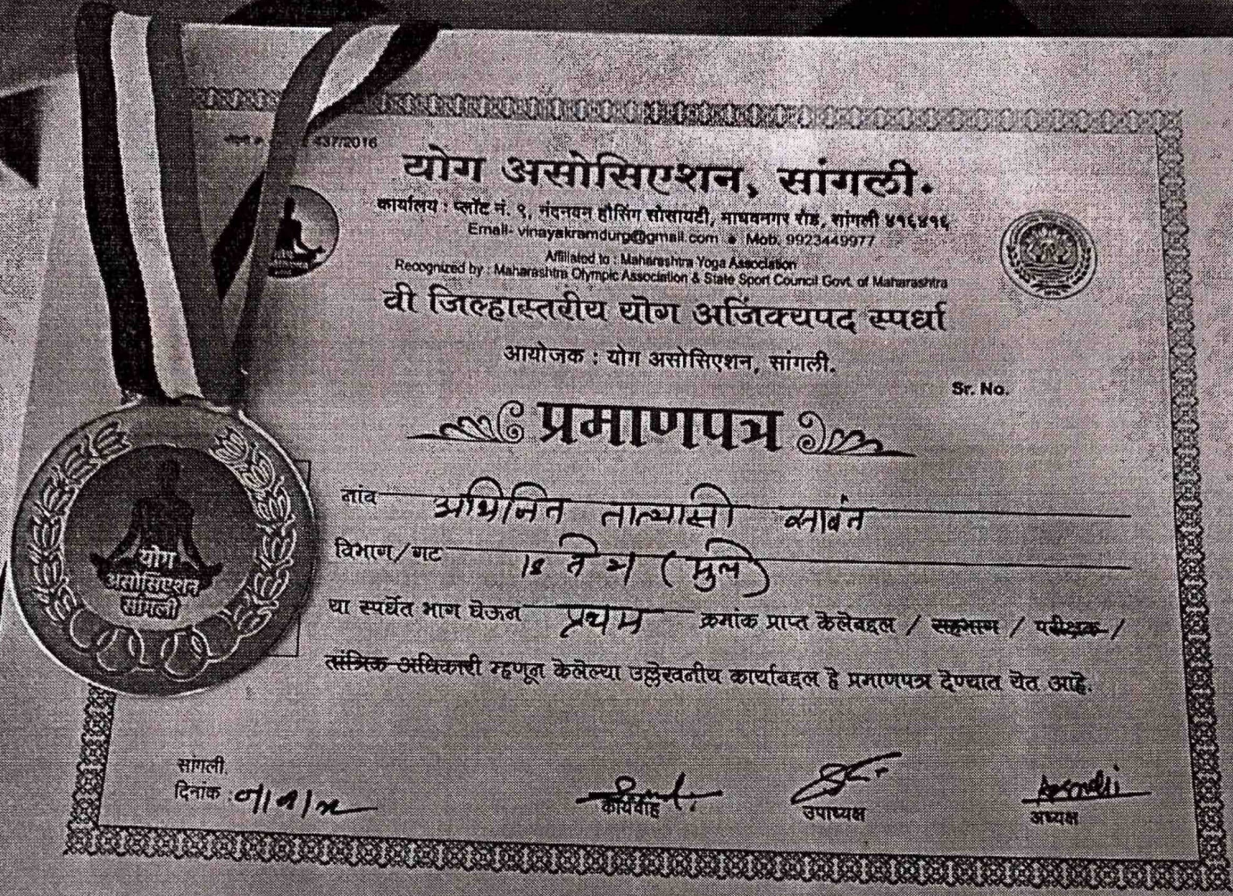 437/2016
योग असोसिएशन, सांगली.
कार्यालय : प्लॉट नं. ९, नंदनवन हौसिंग सोसायटी, माधवनगर रोड, सांगली ४१६४१६
Email- vinayakramdurg@gmail.com ● Mob. 9923449977
Affiliated to : Maharashtra Yoga Association
Recognized by : Maharashtra Olympic Association & State Sport Council Govt. of Maharashtra
वी जिल्हास्तरीय योग अजिंक्यपद स्पर्धा
आयोजक : योग असोसिएशन, सांगली.
Sr. No.
प्रमाणपत्र
नांव अभिजित तात्यासो सावंत
विभाग/गट (मुले)
या स्पर्धेत भाग घेऊन प्रथम क्रमांक प्राप्त केलेबद्दल / सहभाग / परीक्षक /
तांत्रिक अधिकारी म्हणून केलेल्या उल्लेखनीय कार्याबद्दल हे प्रमाणपत्र देण्यात येत आहे.
योग
असोसिएशन
सांगली
सांगली.
दिनांक :
कार्यवाह उपाध्यक्ष अध्यक्ष